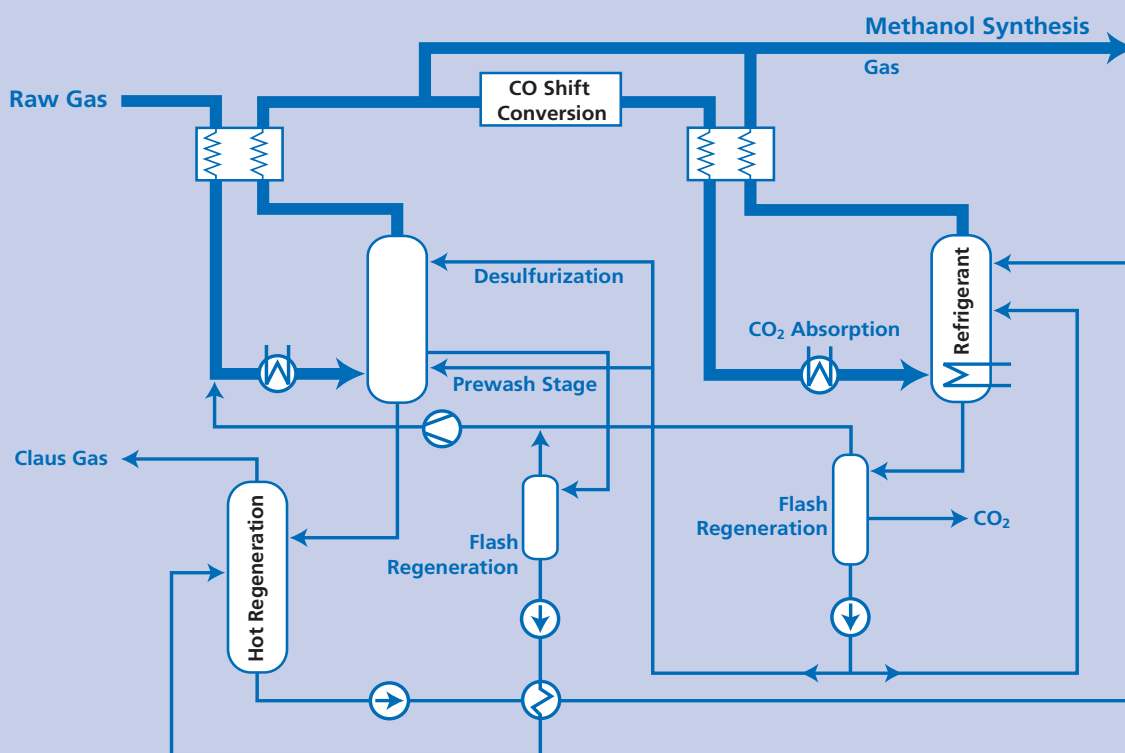 Methanol Synthesis
Gas
Raw Gas
CO Shift
Conversion
Desulfurization
Refrigerant
CO₂ Absorption
Prewash Stage
Claus Gas
Hot Regeneration
Flash
Regeneration
Flash
Regeneration
CO₂